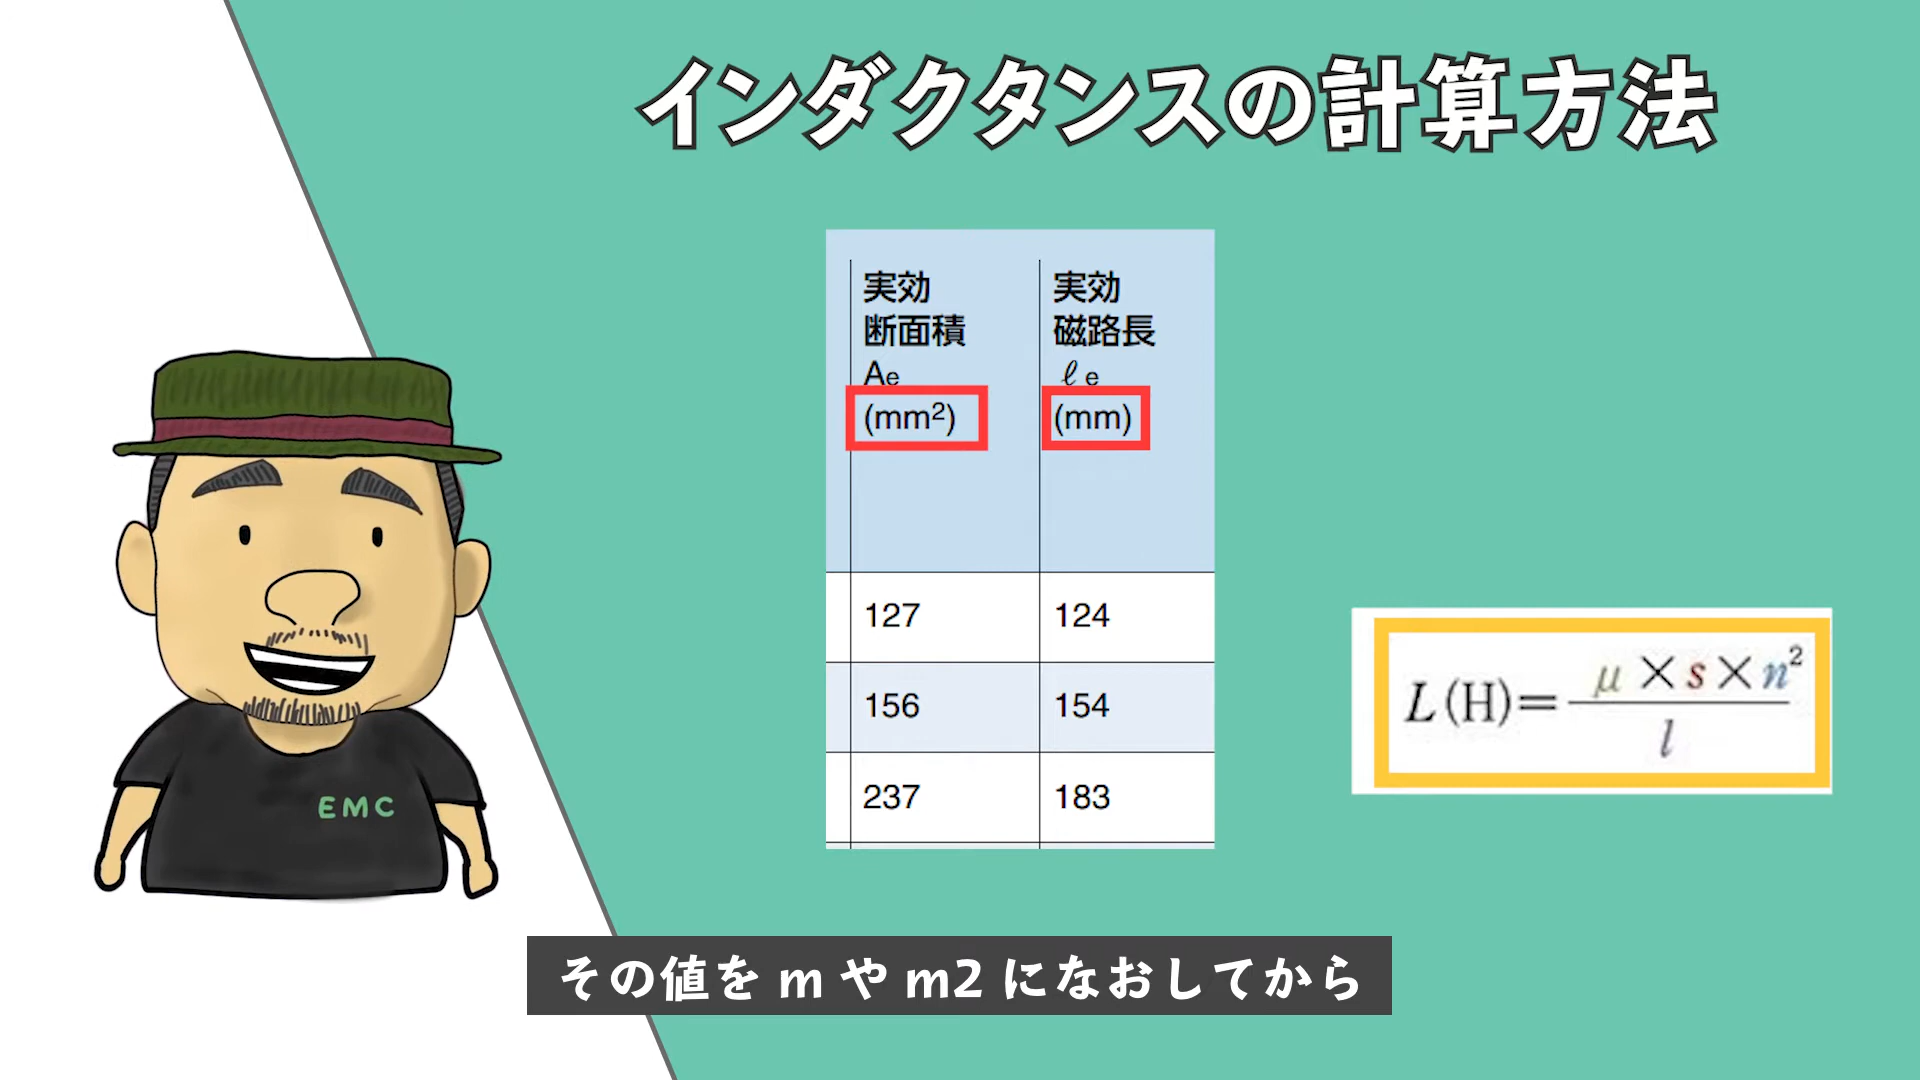 インダクタンスの計算方法
実効
断面積
Ae
(mm²)
実効
磁路長
ℓe
(mm)
127 124
156 154
237 183
L(H)=μ×s×n²/l
EMC
その値を m や m2 になおしてから